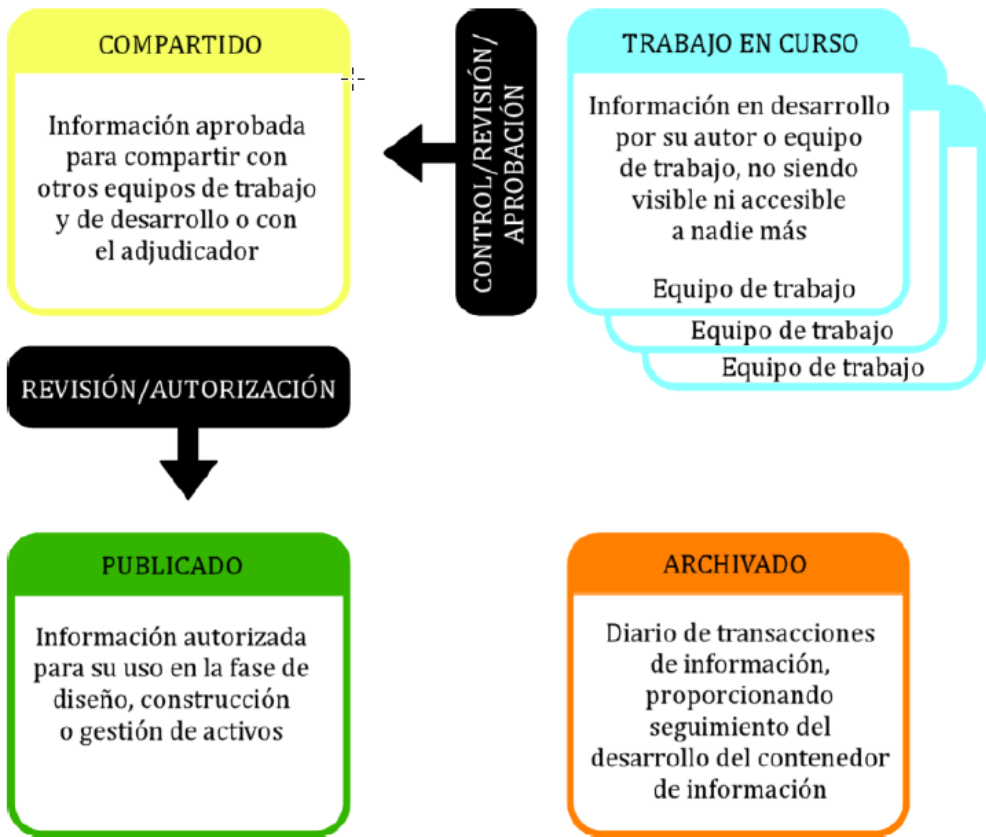 COMPARTIDO
Información aprobada
para compartir con
otros equipos de trabajo
y de desarrollo o con
el adjudicador
CONTROL/REVISIÓN/
APROBACIÓN
TRABAJO EN CURSO
Información en desarrollo
por su autor o equipo
de trabajo, no siendo
visible ni accesible
a nadie más
Equipo de trabajo
Equipo de trabajo
Equipo de trabajo
REVISIÓN/AUTORIZACIÓN
PUBLICADO
Información autorizada
para su uso en la fase de
diseño, construcción
o gestión de activos
ARCHIVADO
Diario de transacciones
de información,
proporcionando
seguimiento del
desarrollo del contenedor
de información